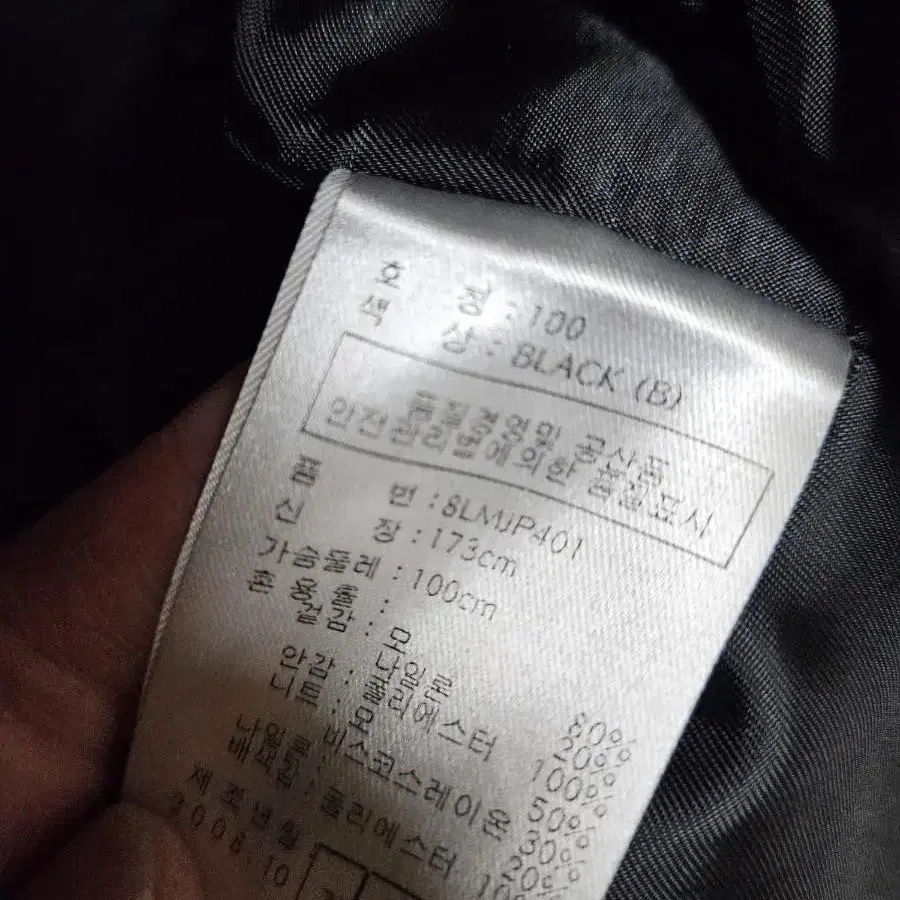 호 칭 : 100
색 상 : BLACK (B)
품질경영및 공산품
안전관리법에의한 품질표시
품 번 : 8LMJP401
신 장 : 173cm
가슴둘레 : 100cm
혼 용 율 :
겉감 : 모 80%
나일론 20%
안감 : 폴리에스터 100%
니트 : 모 50%
비스코스레이온 30%
나일론 20%
배색감 : 폴리에스터
제 조 년 월
2008.10